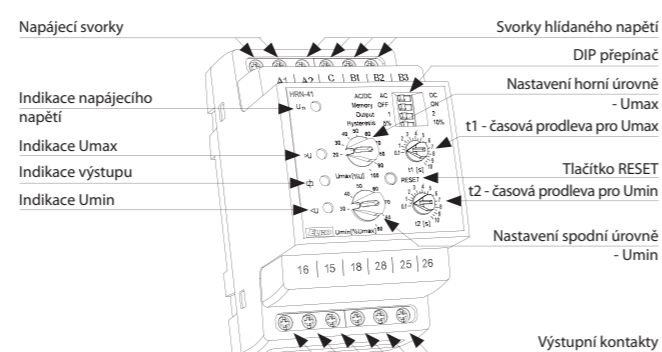 Napájecí svorky
Svorky hlídaného napětí
DIP přepínač
A1 | A2 | C | B1 | B2 | B3
HRN-41
AC/DC AC DC
Memory OFF ON
Output 1 2
Hysteresis 5% 10%
Indikace napájecího
napětí
Un
Nastavení horní úrovně
- Umax
t1 - časová prodleva pro Umax
Indikace Umax
>U
Umax[%U]
t1 [s]
Indikace výstupu
RESET
Tlačítko RESET
Indikace Umin
<U
t2 - časová prodleva pro Umin
Umin[%Umax]
t2 [s]
Nastavení spodní úrovně
- Umin
16 | 15 | 18 | 28 | 25 | 26
Výstupní kontakty